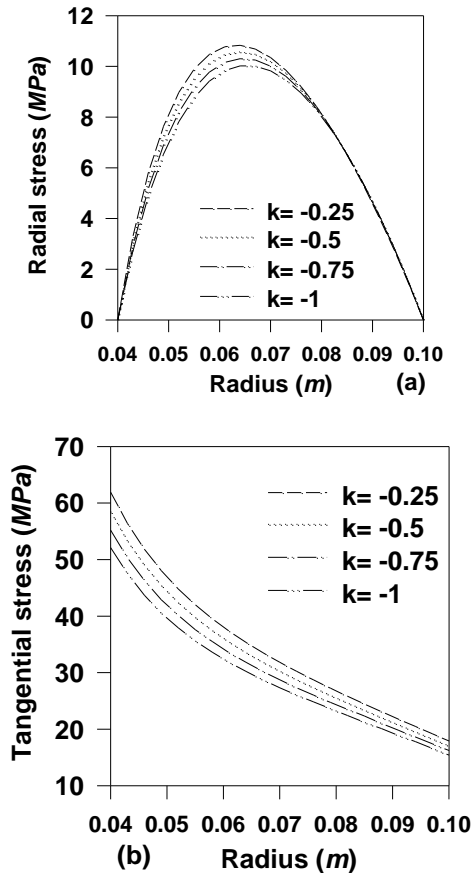 12
10
8
6
4
2
0
Radial stress (MPa)
k= -0.25
k= -0.5
k= -0.75
k= -1
0.04 0.05 0.06 0.07 0.08 0.09 0.10
Radius (m)
(a)
70
60
50
40
30
20
10
Tangential stress (MPa)
k= -0.25
k= -0.5
k= -0.75
k= -1
0.04 0.05 0.06 0.07 0.08 0.09 0.10
(b)
Radius (m)